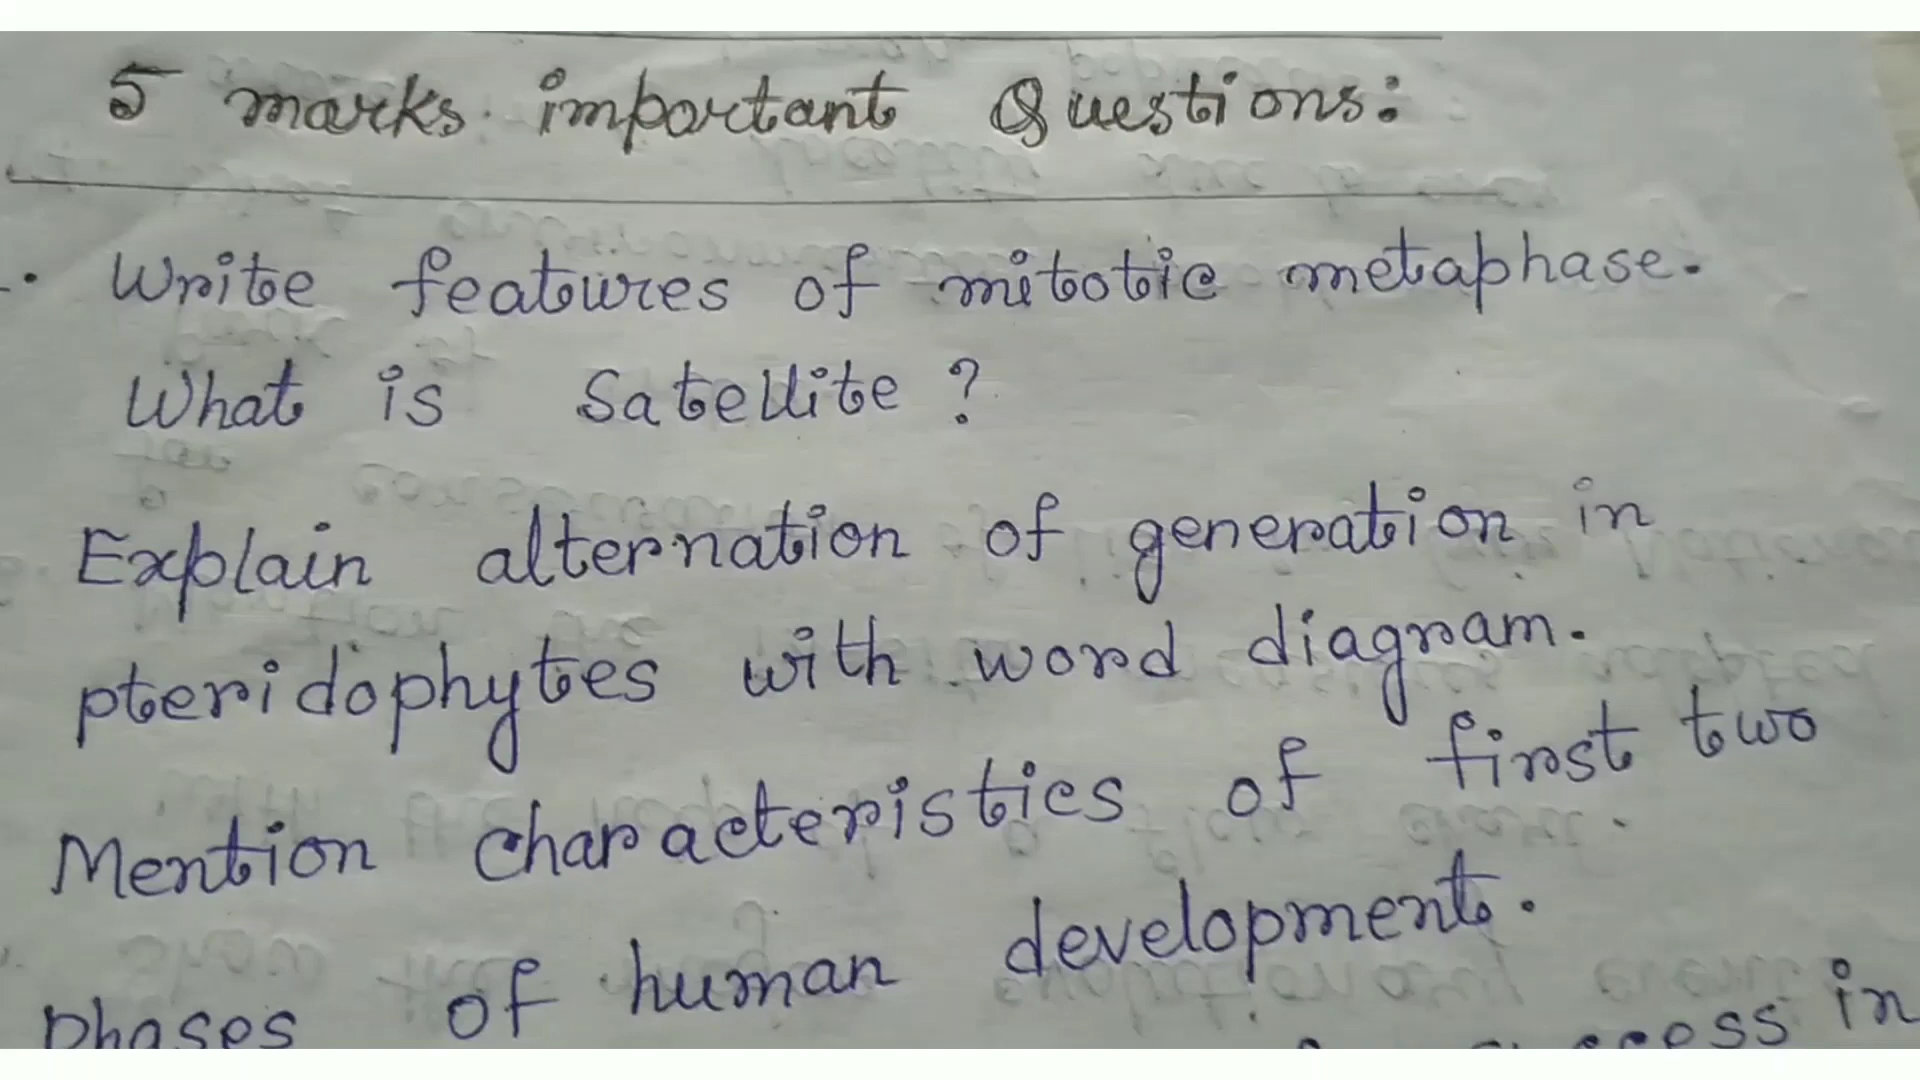 5 marks important Questions:
Write features of mitotic metaphase.
What is Satellite ?
Explain alternation of generation in
pteridophytes with word diagram.
Mention characteristics of first two
phases of human development.
in